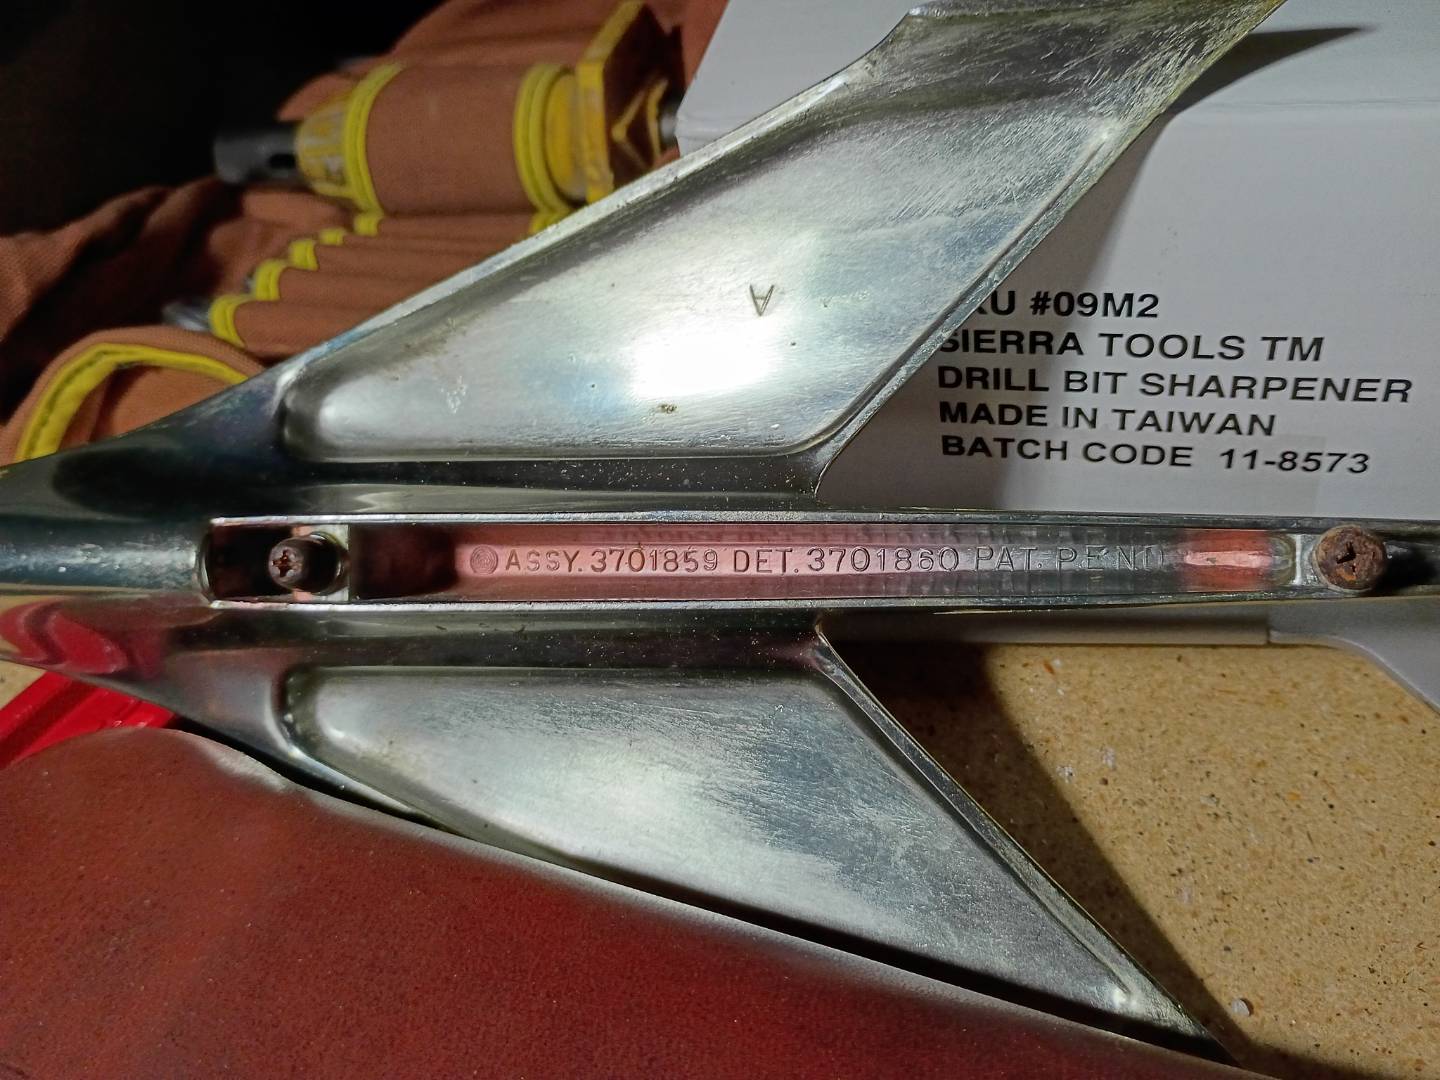 A
U #09M2
SIERRA TOOLS TM
DRILL BIT SHARPENER
MADE IN TAIWAN
BATCH CODE 11-8573
ASSY. 3701859 DET. 3701860 PAT. PEND